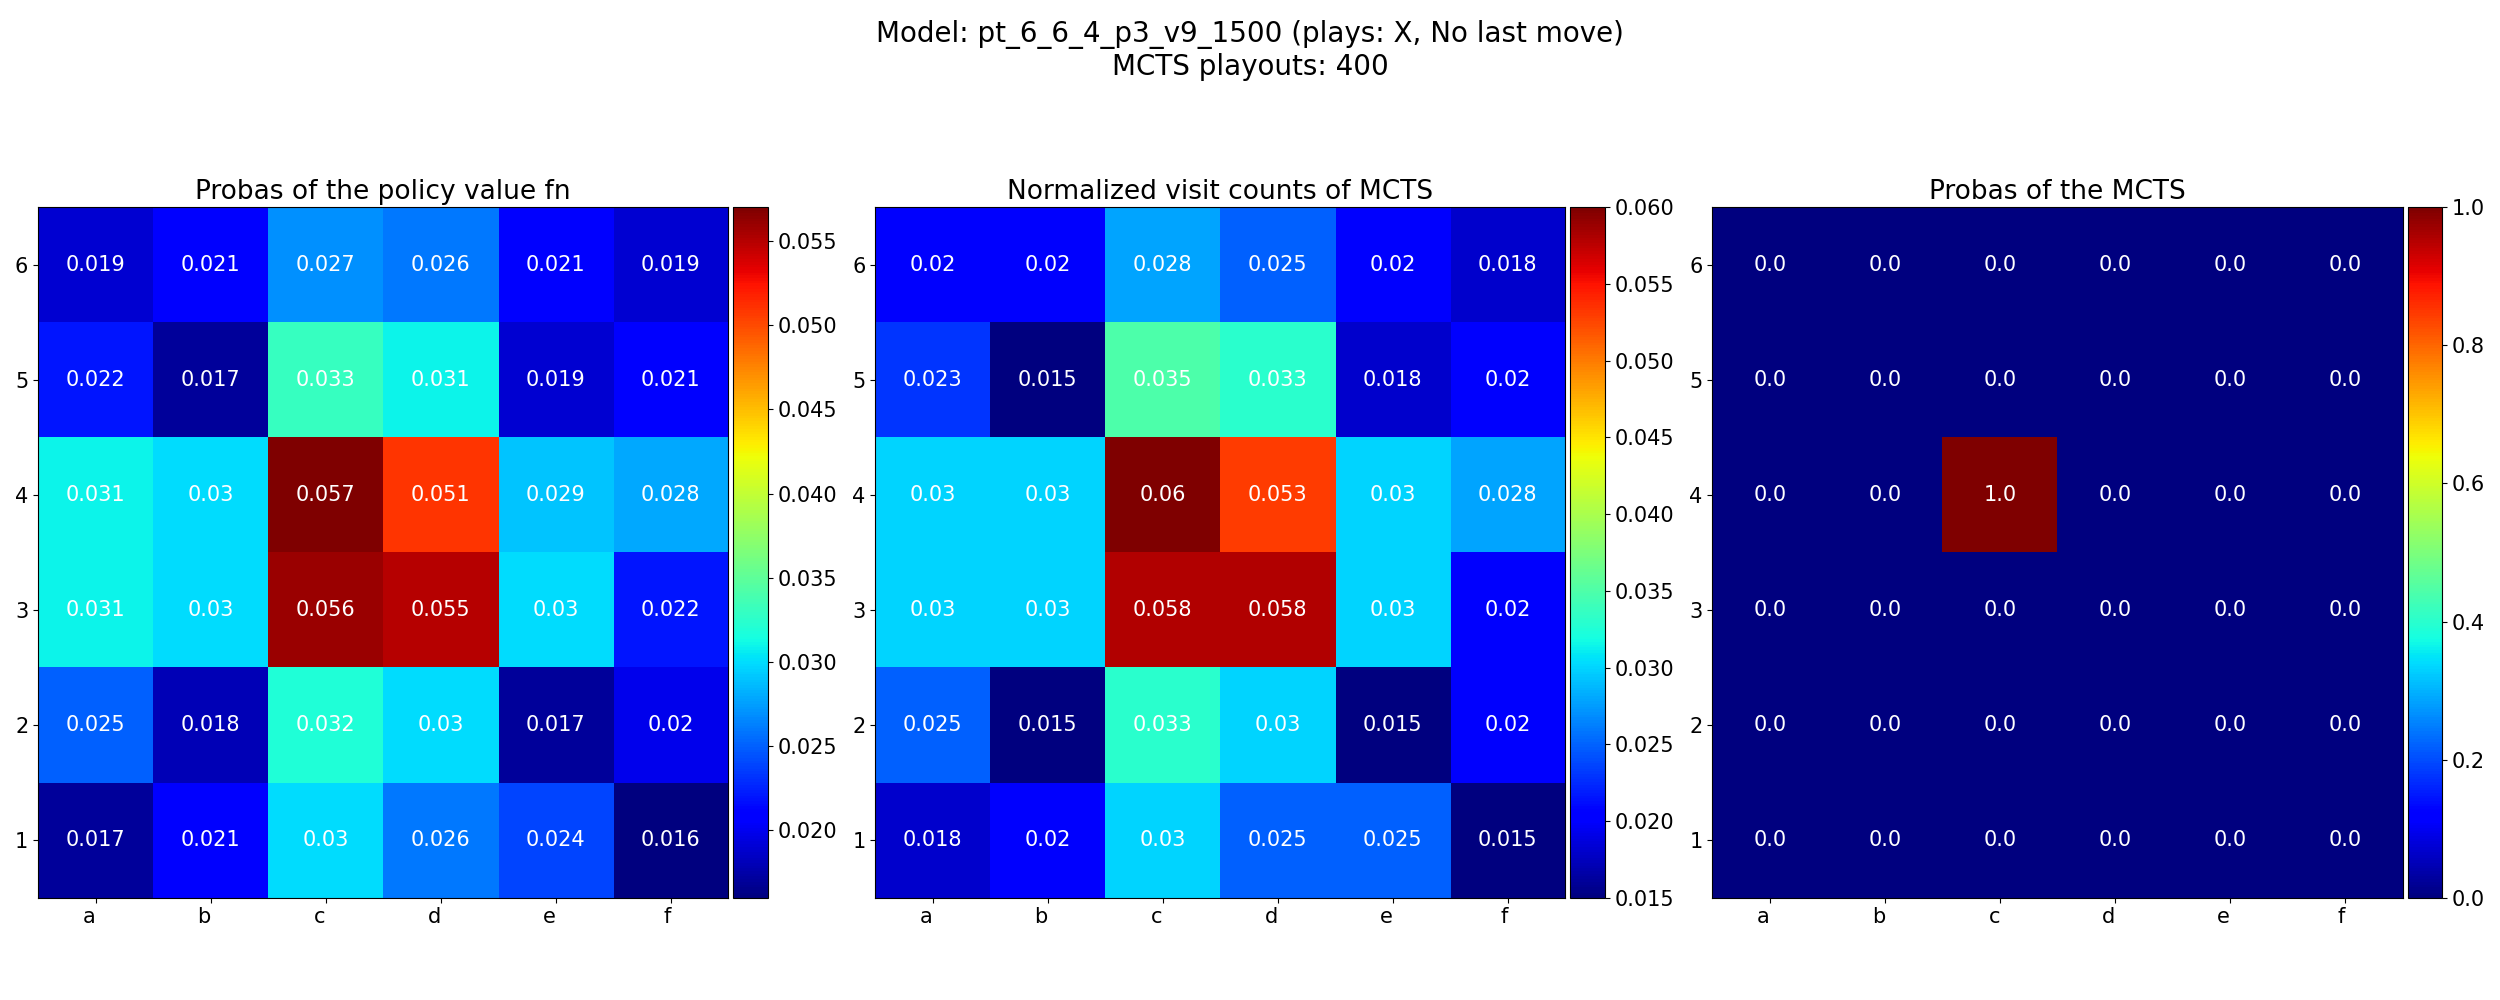 Model: pt_6_6_4_p3_v9_1500 (plays: X, No last move)
MCTS playouts: 400
Probas of the policy value fn
6 0.019 0.021 0.027 0.026 0.021 0.019
5 0.022 0.017 0.033 0.031 0.019 0.021
4 0.031 0.03 0.057 0.051 0.029 0.028
3 0.031 0.03 0.056 0.055 0.03 0.022
2 0.025 0.018 0.032 0.03 0.017 0.02
1 0.017 0.021 0.03 0.026 0.024 0.016
a b c d e f
0.055
0.050
0.045
0.040
0.035
0.030
0.025
0.020
Normalized visit counts of MCTS
6 0.02 0.02 0.028 0.025 0.02 0.018
5 0.023 0.015 0.035 0.033 0.018 0.02
4 0.03 0.03 0.06 0.053 0.03 0.028
3 0.03 0.03 0.058 0.058 0.03 0.02
2 0.025 0.015 0.033 0.03 0.015 0.02
1 0.018 0.02 0.03 0.025 0.025 0.015
a b c d e f
0.060
0.055
0.050
0.045
0.040
0.035
0.030
0.025
0.020
0.015
Probas of the MCTS
6 0.0 0.0 0.0 0.0 0.0 0.0
5 0.0 0.0 0.0 0.0 0.0 0.0
4 0.0 0.0 1.0 0.0 0.0 0.0
3 0.0 0.0 0.0 0.0 0.0 0.0
2 0.0 0.0 0.0 0.0 0.0 0.0
1 0.0 0.0 0.0 0.0 0.0 0.0
a b c d e f
1.0
0.8
0.6
0.4
0.2
0.0